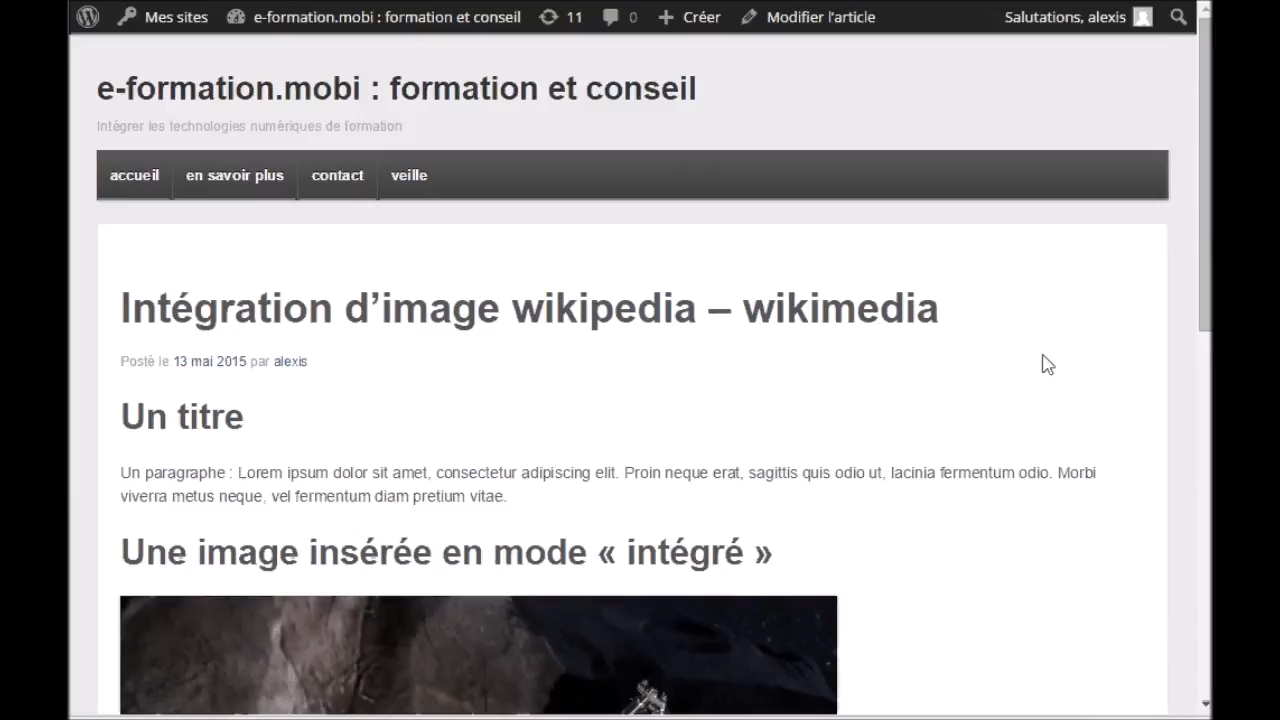 Mes sites e-formation.mobi : formation et conseil 11 0 Créer Modifier l'article Salutations, alexis
e-formation.mobi : formation et conseil
Intégrer les technologies numériques de formation
accueil en savoir plus contact veille
Intégration d’image wikipedia – wikimedia
Posté le 13 mai 2015 par alexis
Un titre
Un paragraphe : Lorem ipsum dolor sit amet, consectetur adipiscing elit. Proin neque erat, sagittis quis odio ut, lacinia fermentum odio. Morbi
viverra metus neque, vel fermentum diam pretium vitae.
Une image insérée en mode « intégré »